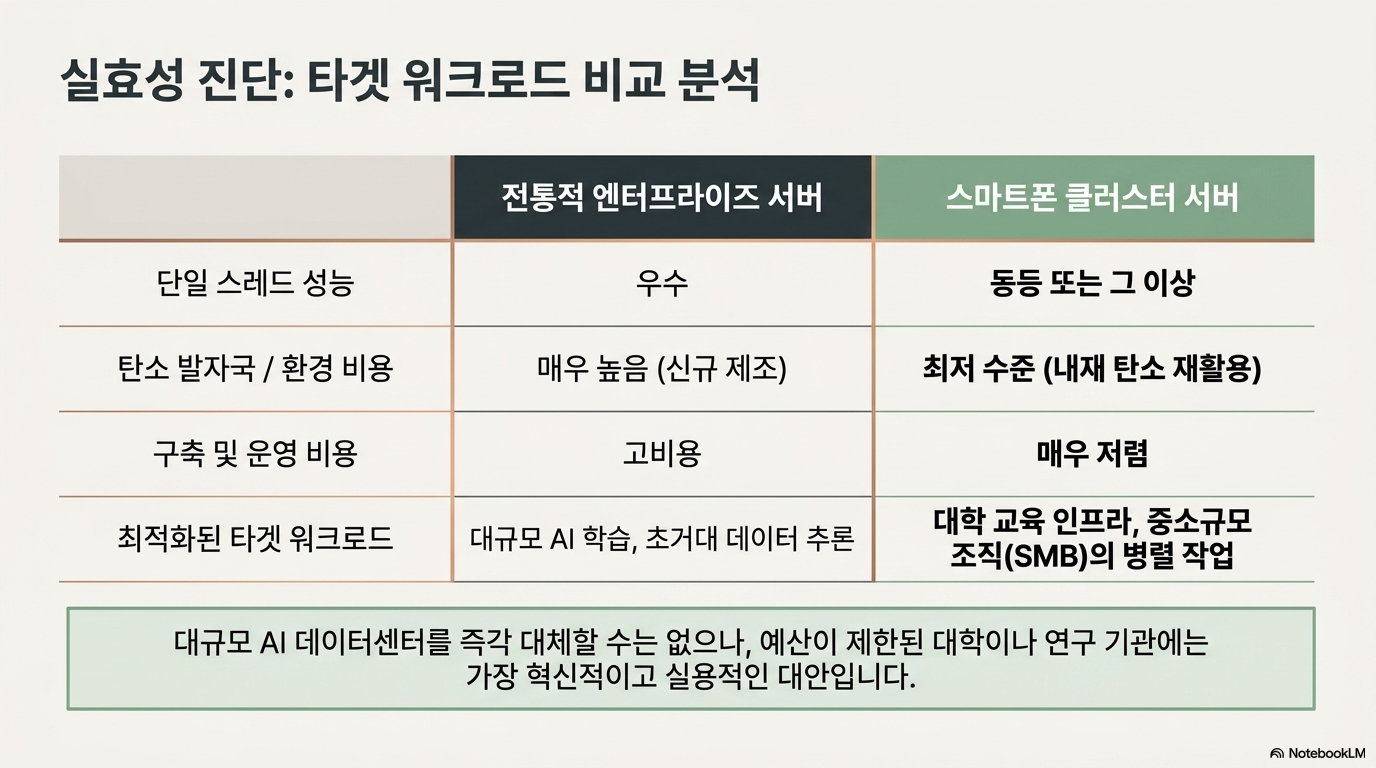 실효성 진단: 타겟 워크로드 비교 분석
전통적 엔터프라이즈 서버
스마트폰 클러스터 서버
단일 스레드 성능
우수
동등 또는 그 이상
탄소 발자국 / 환경 비용
매우 높음 (신규 제조)
최저 수준 (내재 탄소 재활용)
구축 및 운영 비용
고비용
매우 저렴
최적화된 타겟 워크로드
대규모 AI 학습, 초거대 데이터 추론
대학 교육 인프라, 중소규모
조직(SMB)의 병렬 작업
대규모 AI 데이터센터를 즉각 대체할 수는 없으나, 예산이 제한된 대학이나 연구 기관에는
가장 혁신적이고 실용적인 대안입니다.
NotebookLM